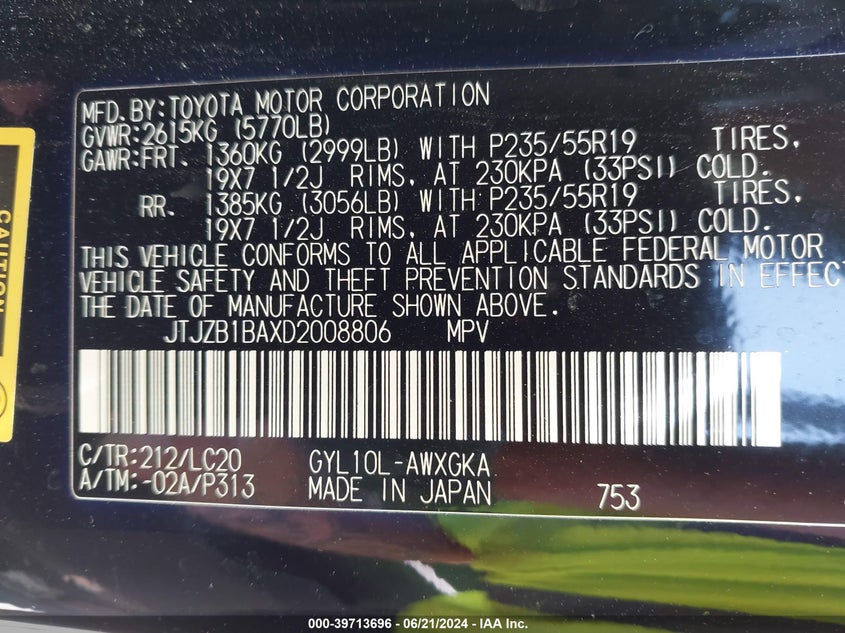 MFD.BY:TOYOTA MOTOR CORPORATION
GVWR:2615KG (5770LB)
GAWR:FRT. 1360KG (2999LB) WITH P235/55R19 TIRES,
19X7 1/2J RIMS, AT 230KPA (33PSI) COLD.
RR. 1385KG (3056LB) WITH P235/55R19 TIRES,
19X7 1/2J RIMS, AT 230KPA (33PSI) COLD.
THIS VEHICLE CONFORMS TO ALL APPLICABLE FEDERAL MOTOR
VEHICLE SAFETY AND THEFT PREVENTION STANDARDS IN EFFECT
THE DATE OF MANUFACTURE SHOWN ABOVE.
JTJZB1BAXD2008806 MPV
C/TR:212/LC20 GYL10L-AWXGKA
A/TM:-02A/P313 MADE IN JAPAN 753
CAUTION
000-39713696 - 06/21/2024 - IAA Inc.